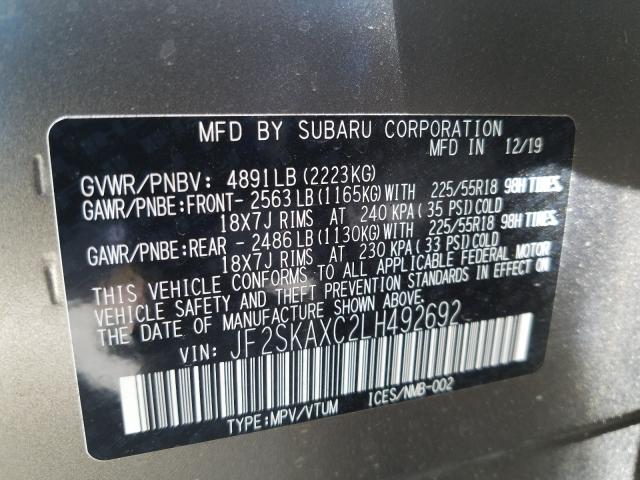 MFD BY SUBARU CORPORATION
MFD IN 12/19
GVWR/PNBV: 4891LB (2223KG)
GAWR/PNBE:FRONT- 2563LB(1165KG)WITH 225/55R18 98H TIRES,
18X7J RIMS AT 240 KPA(35 PSI)COLD
GAWR/PNBE:REAR - 2486LB(1130KG)WITH 225/55R18 98H TIRES,
18X7J RIMS AT 230 KPA(33 PSI)COLD
THIS VEHICLE CONFORMS TO ALL APPLICABLE FEDERAL MOTOR
VEHICLE SAFETY AND THEFT PREVENTION STANDARDS IN EFFECT ON
THE DATE OF MANUFACTURE SHOWN ABOVE.
VIN: JF2SKAXC2LH492692
TYPE:MPV/VTUM ICES/NMB-002